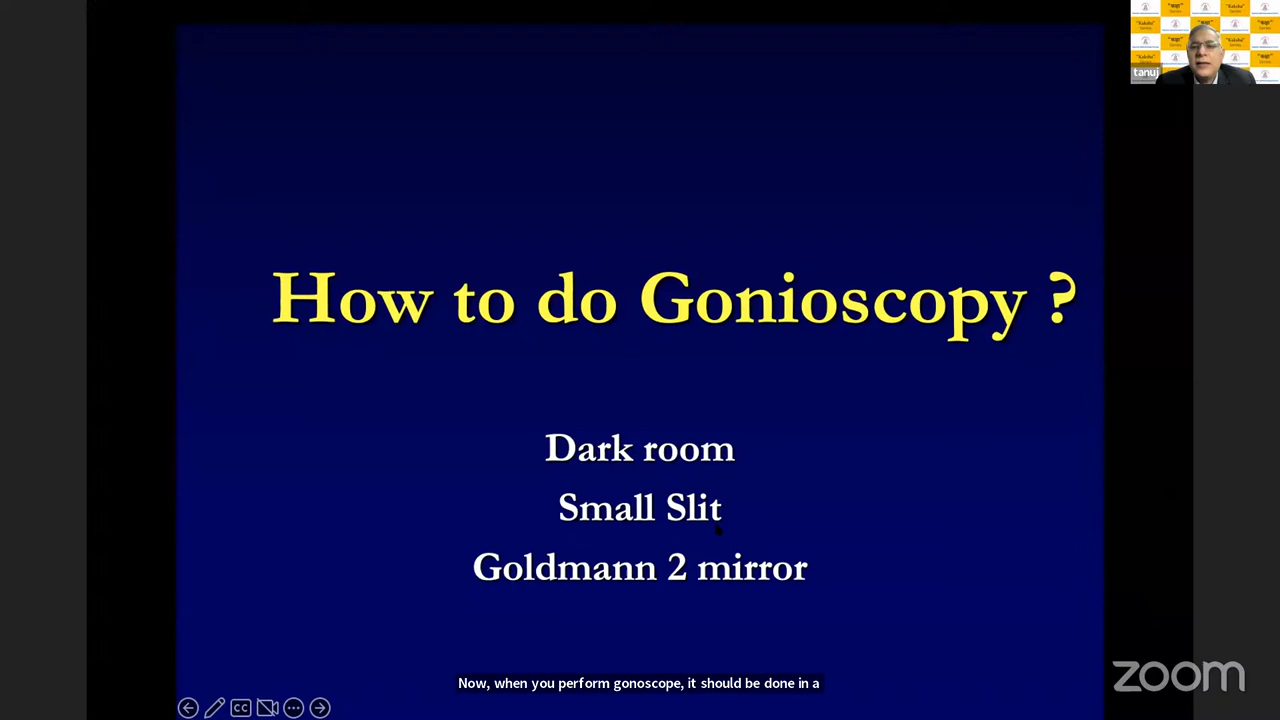 tanuj
How to do Gonioscopy ?
Dark room
Small Slit
Goldmann 2 mirror
Now, when you perform gonoscope, it should be done in a
zoom
CC